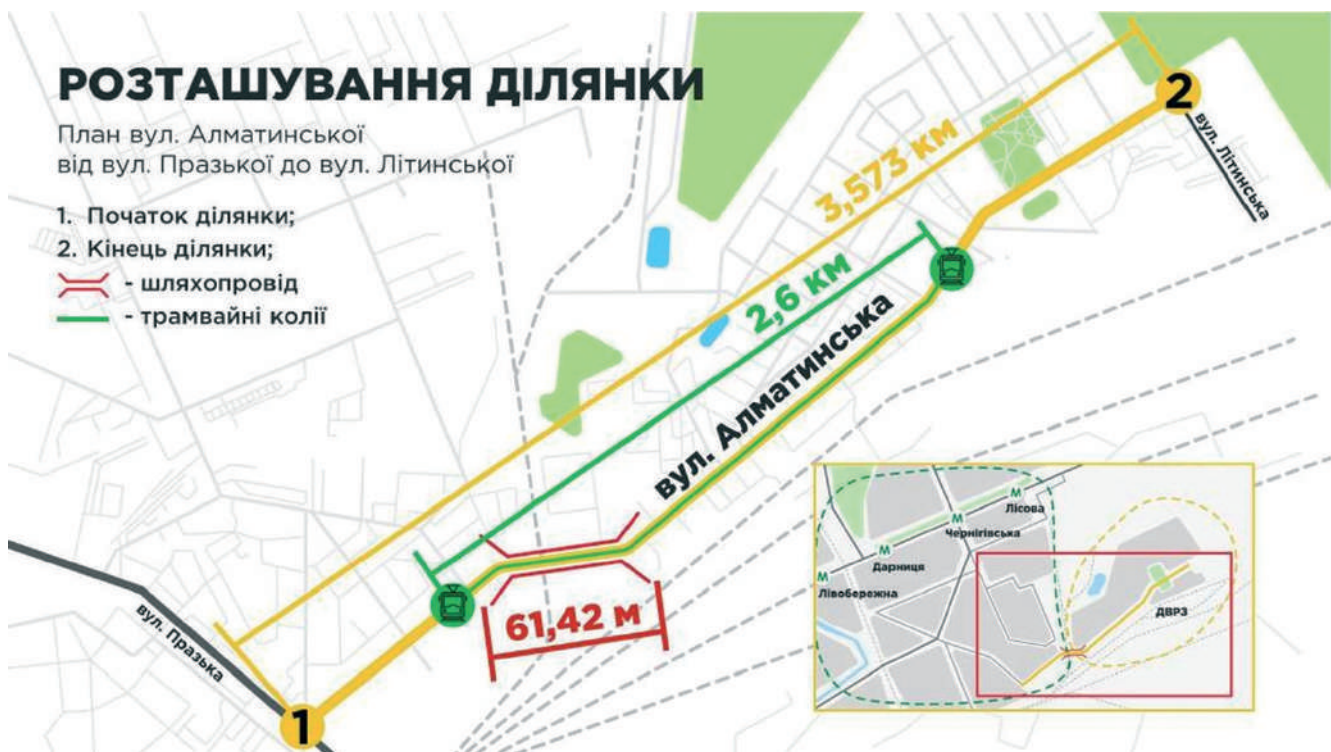 РОЗТАШУВАННЯ ДІЛЯНКИ
План вул. Алматинської
від вул. Празької до вул. Літинської
1. Початок ділянки;
2. Кінець ділянки;
- шляхопровід
- трамвайні колії
2
вул. Літинська
3,573 км
2,6 км
вул. Алматинська
61,42 м
вул. Празька
1
М
Лісова
М
Чернігівська
М
Дарниця
М
Лівобережна
ДВРЗ